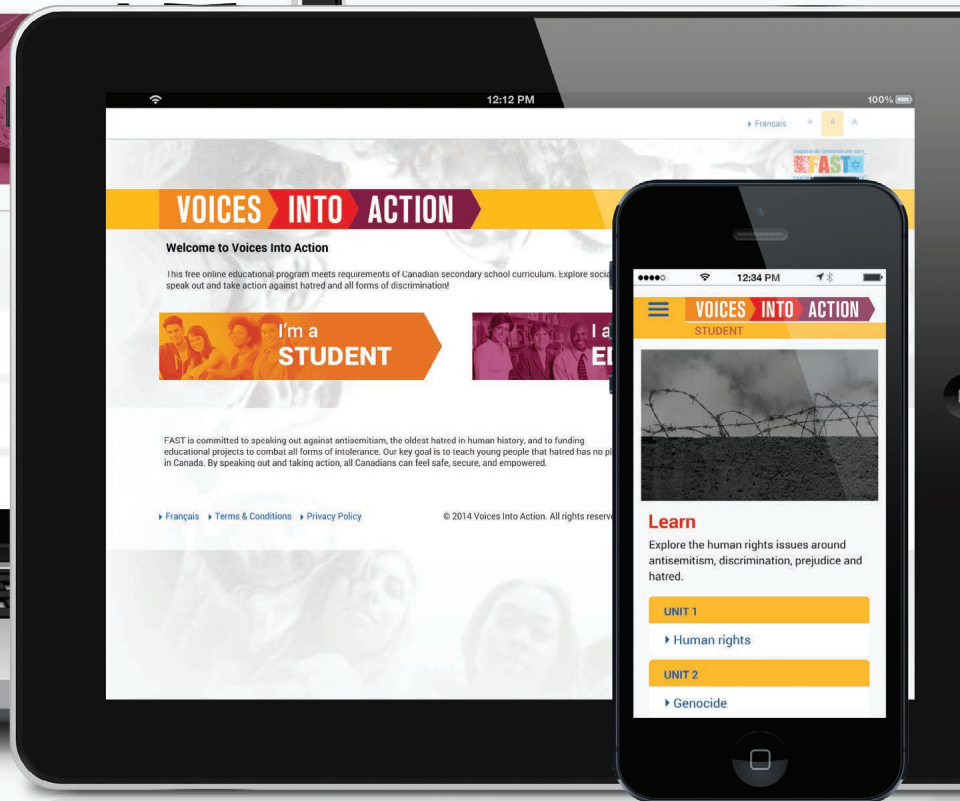 12:12 PM
100%
Français A A A
FAST
VOICES INTO ACTION
Welcome to Voices Into Action
This free online educational program meets requirements of Canadian secondary school curriculum. Explore socia
speak out and take action against hatred and all forms of discrimination!
I'm a
STUDENT
I a
FAST is committed to speaking out against antisemitism, the oldest hatred in human history, and to funding
educational projects to combat all forms of intolerance. Our key goal is to teach young people that hatred has no pl
in Canada. By speaking out and taking action, all Canadians can feel safe, secure, and empowered.
Français Terms & Conditions Privacy Policy
© 2014 Voices Into Action. All rights reserve
12:34 PM
VOICES INTO ACTION
STUDENT
Learn
Explore the human rights issues around
antisemitism, discrimination, prejudice and
hatred.
UNIT 1
Human rights
UNIT 2
Genocide